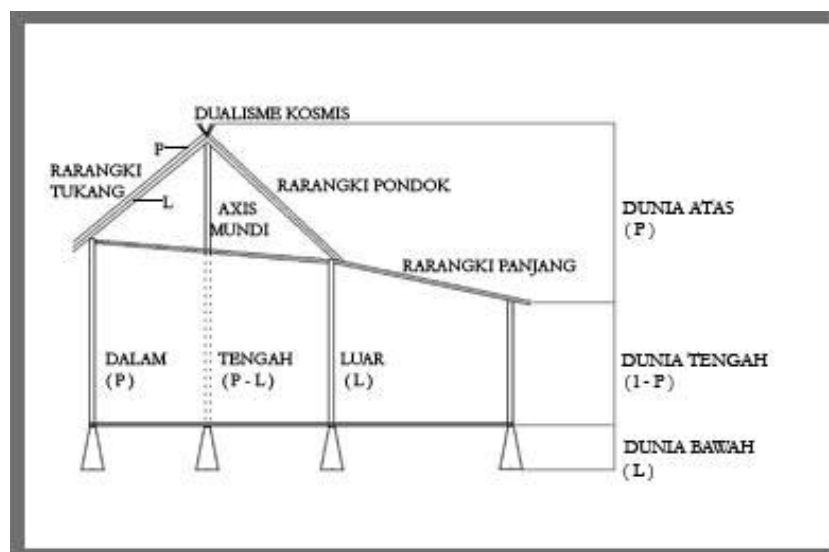 DUALISME KOSMIS
P
RARANGKI
TUKANG
L
RARANGKI PONDOK
AXIS
MUNDI
RARANGKI PANJANG
DUNIA ATAS
(P)
DALAM
(P)
TENGAH
(P - L)
LUAR
(L)
DUNIA TENGAH
(1 - P)
DUNIA BAWAH
(L)